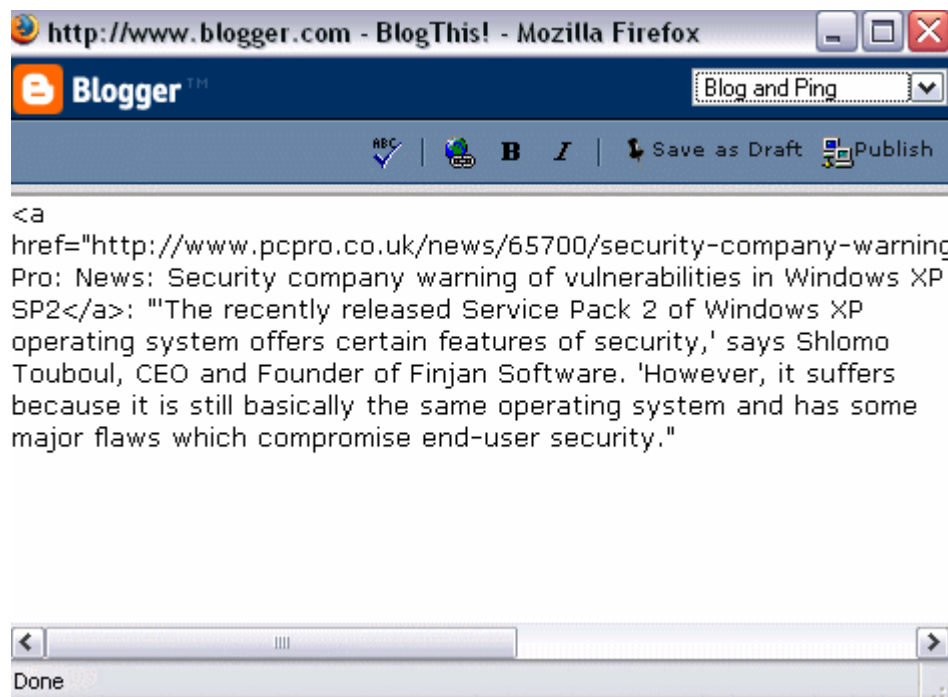 http://www.blogger.com - BlogThis! - Mozilla Firefox
Blogger™ Blog and Ping
ABC B I Save as Draft Publish
<a
href="http://www.pcpro.co.uk/news/65700/security-company-warning
Pro: News: Security company warning of vulnerabilities in Windows XP
SP2</a>: "'The recently released Service Pack 2 of Windows XP
operating system offers certain features of security,' says Shlomo
Touboul, CEO and Founder of Finjan Software. 'However, it suffers
because it is still basically the same operating system and has some
major flaws which compromise end-user security."
Done